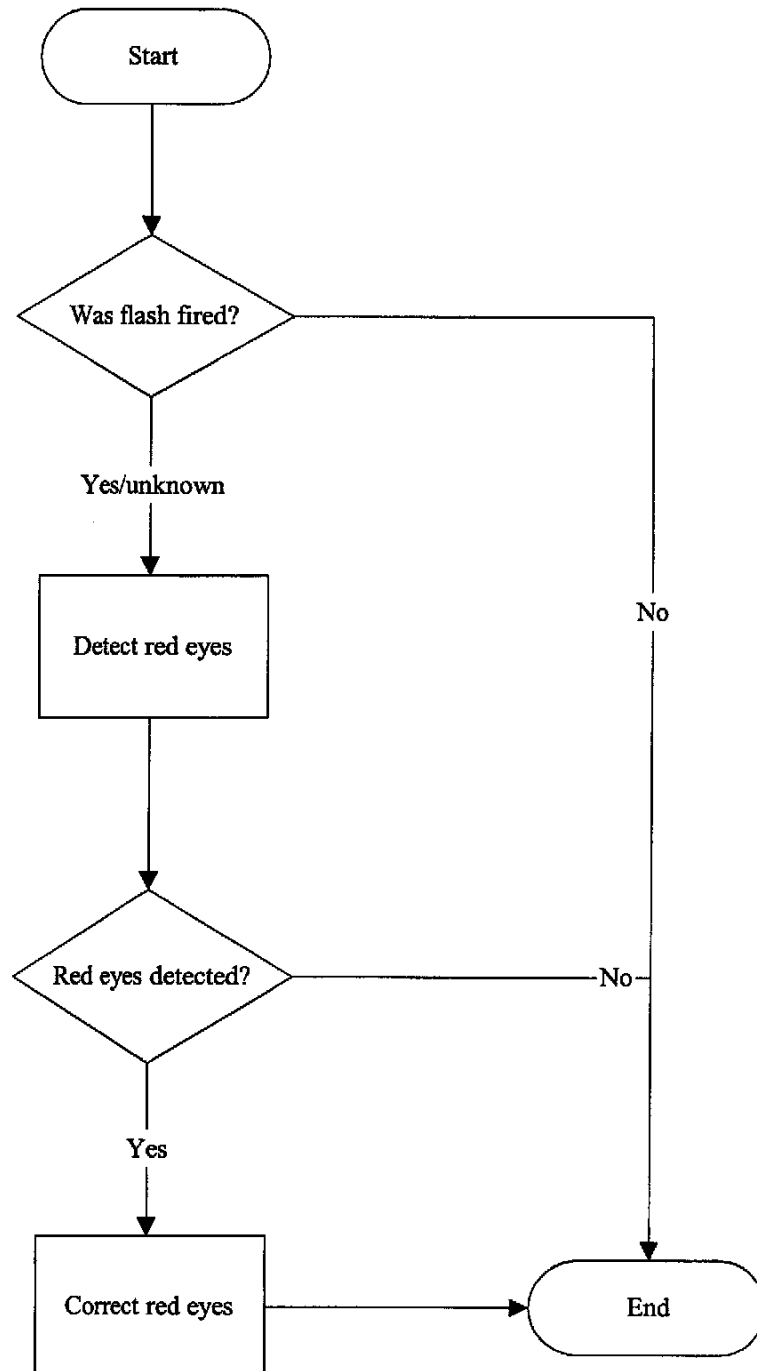 Start
Was flash fired?
Yes/unknown
Detect red eyes
No
Red eyes detected?
No
Yes
Correct red eyes
End